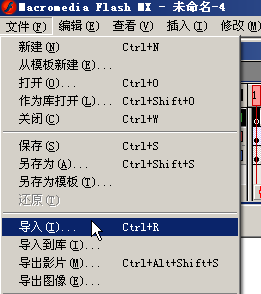 Macromedia Flash MX - 未命名-4
文件(F) 编辑(E) 查看(V) 插入(I) 修改(M)
新建(N) Ctrl+N
从模板新建(E)...
打开(O)... Ctrl+O
作为库打开(L)... Ctrl+Shift+O
关闭(C) Ctrl+W
保存(S) Ctrl+S
另存为(A)... Ctrl+Shift+S
另存为模板(T)...
还原(T)
导入(I)... Ctrl+R
导入到库(I)...
导出影片(M)... Ctrl+Alt+Shift+S
导出图像(E)...
1